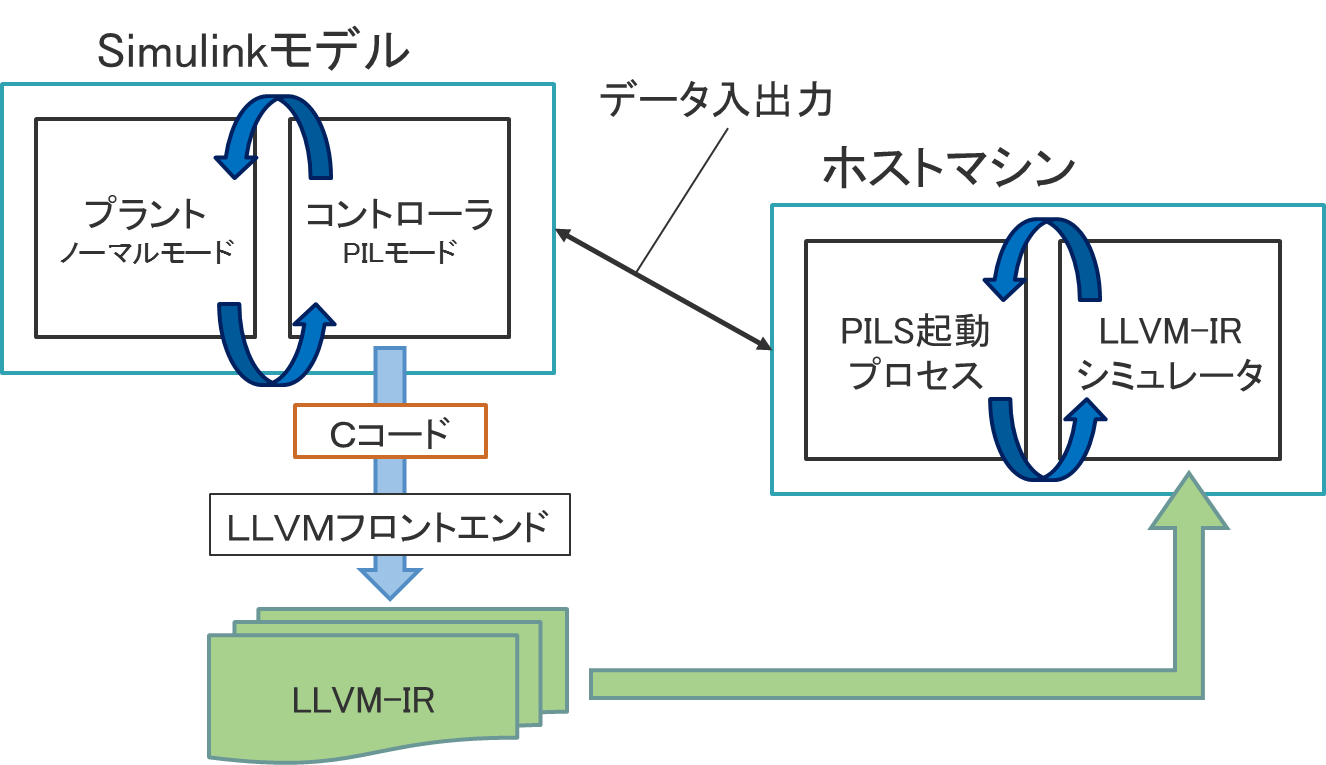 Simulinkモデル
データ入出力
ホストマシン
プラント
ノーマルモード
コントローラ
PILモード
PILS起動
プロセス
LLVM-IR
シミュレータ
Cコード
LLVMフロントエンド
LLVM-IR